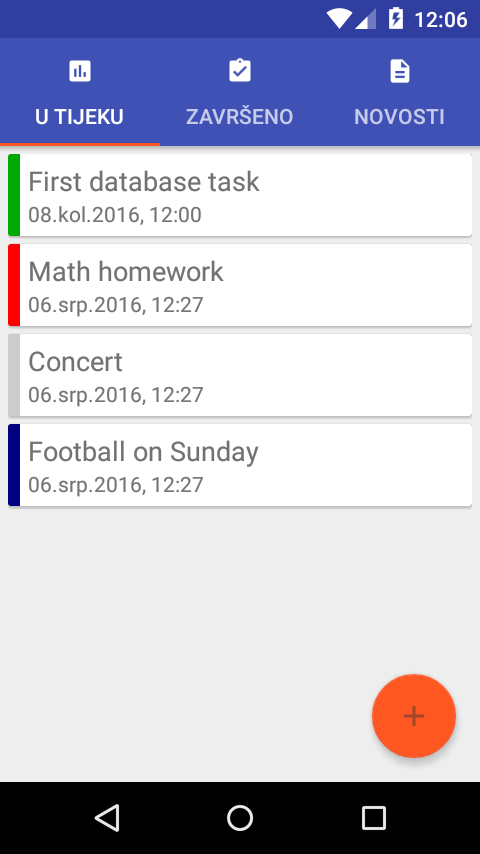 12:06
U TIJEKU
ZAVRŠENO
NOVOSTI
First database task
08.kol.2016, 12:00
Math homework
06.srp.2016, 12:27
Concert
06.srp.2016, 12:27
Football on Sunday
06.srp.2016, 12:27